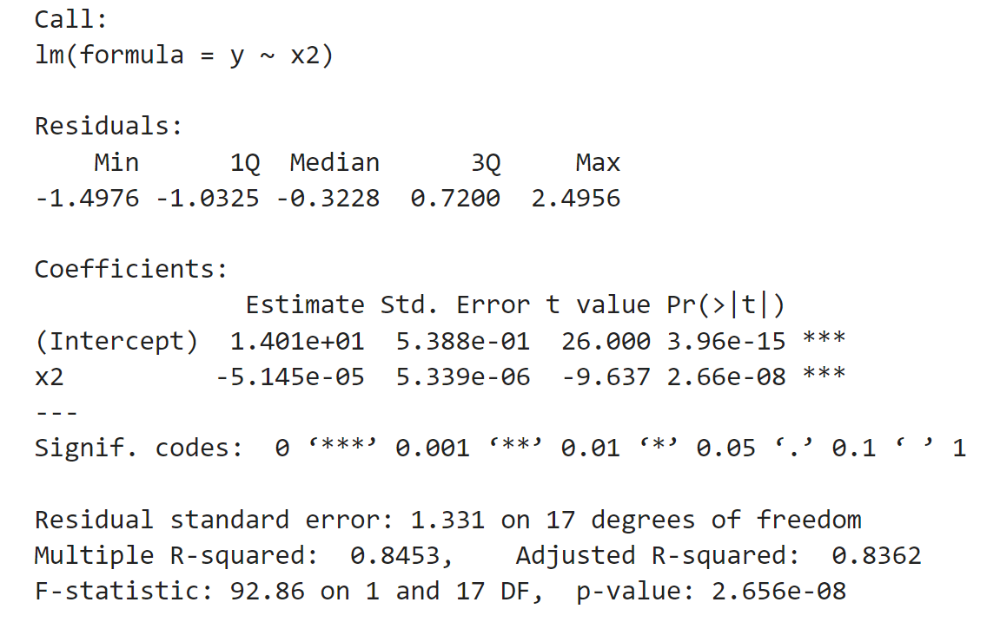 Call:
lm(formula = y ~ x2)
Residuals:
    Min      1Q  Median      3Q     Max
-1.4976 -1.0325 -0.3228  0.7200  2.4956
Coefficients:
              Estimate Std. Error t value Pr(>|t|)
(Intercept)  1.401e+01  5.388e-01  26.000 3.96e-15 ***
x2          -5.145e-05  5.339e-06  -9.637 2.66e-08 ***
---
Signif. codes:  0 ‘***’ 0.001 ‘**’ 0.01 ‘*’ 0.05 ‘.’ 0.1 ‘ ’ 1
Residual standard error: 1.331 on 17 degrees of freedom
Multiple R-squared:  0.8453,    Adjusted R-squared:  0.8362
F-statistic: 92.86 on 1 and 17 DF,  p-value: 2.656e-08